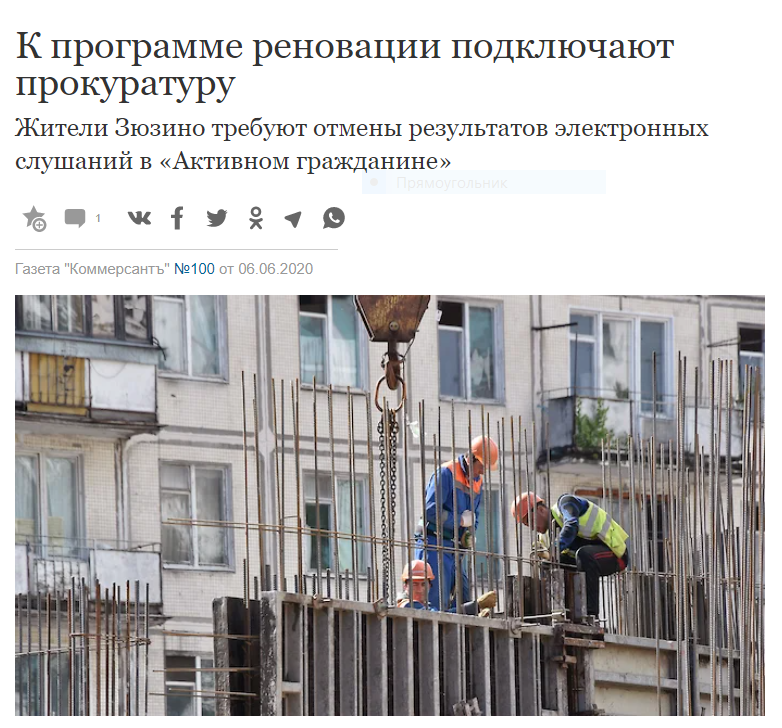 К программе реновации подключают
прокуратуру
Жители Зюзино требуют отмены результатов электронных
слушаний в «Активном гражданине»
Прямоугольник
1
Газета "Коммерсантъ" №100 от 06.06.2020